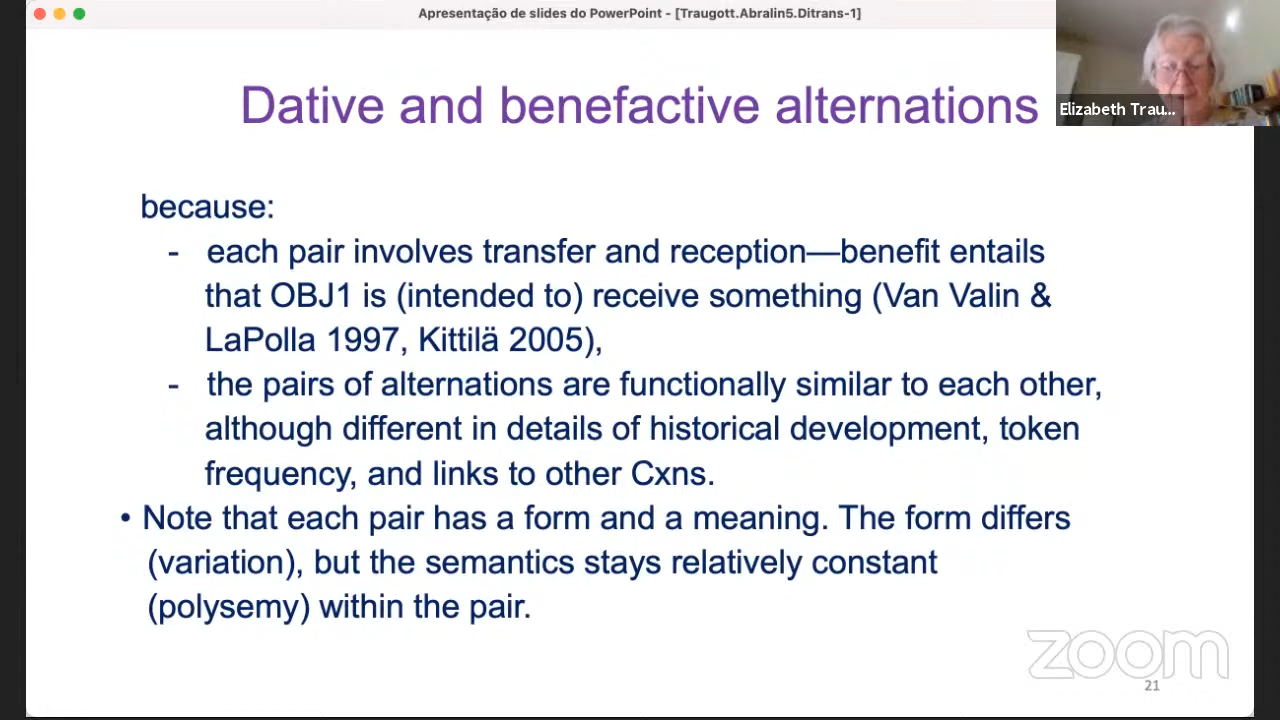 Apresentação de slides do PowerPoint - [Traugott.Abralin5.Ditrans-1]
Elizabeth Trau...
Dative and benefactive alternations
because:
- each pair involves transfer and reception—benefit entails
that OBJ1 is (intended to) receive something (Van Valin &
LaPolla 1997, Kittilä 2005),
- the pairs of alternations are functionally similar to each other,
although different in details of historical development, token
frequency, and links to other Cxns.
• Note that each pair has a form and a meaning. The form differs
(variation), but the semantics stays relatively constant
(polysemy) within the pair.
zoom
21